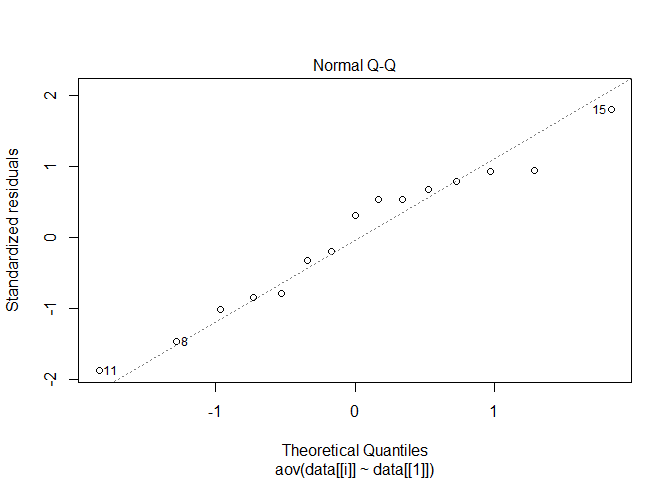 Normal Q-Q
Standardized residuals
2
1
0
-1
-2
15
8
11
-1
0
1
Theoretical Quantiles
aov(data[[i]] ~ data[[1]])